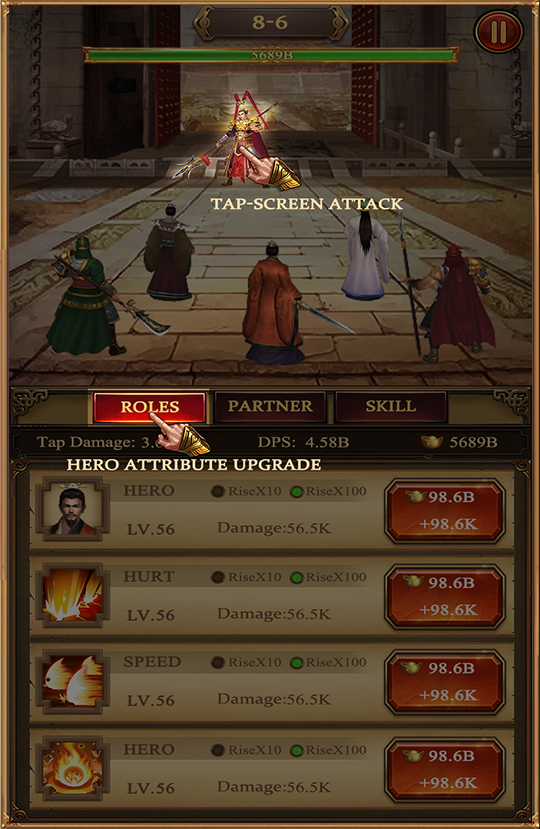 8-6
5689B
TAP-SCREEN ATTACK
ROLES PARTNER SKILL
Tap Damage: DPS: 4.58B 5689B
HERO ATTRIBUTE UPGRADE
HERO RiseX10 RiseX100 98.6B
LV.56 Damage:56.5K +98.6K
HURT RiseX10 RiseX100 98.6B
LV.56 Damage:56.5K +98.6K
SPEED RiseX10 RiseX100 98.6B
LV.56 Damage:56.5K +98.6K
HERO RiseX10 RiseX100 98.6B
LV.56 Damage:56.5K +98.6K